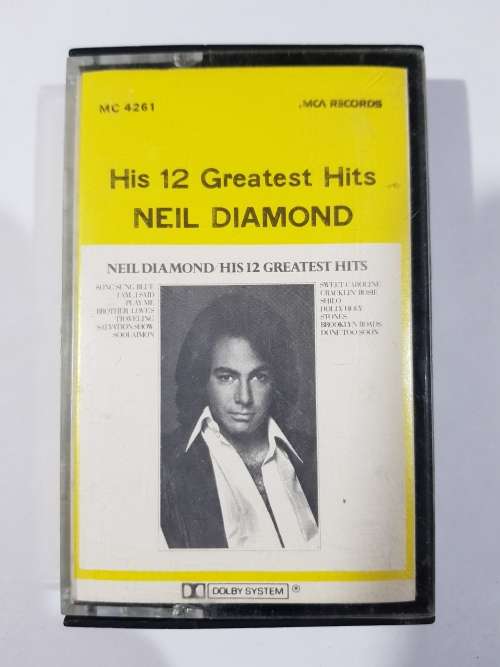 MC 4261
MCA RECORDS
His 12 Greatest Hits
NEIL DIAMOND
NEIL DIAMOND/HIS 12 GREATEST HITS
SONG SUNG BLUE
I AM...I SAID
PLAY ME
BROTHER LOVE'S
TRAVELING
SALVATION SHOW
SOOLAIMON
SWEET CAROLINE
CRACKLIN' ROSIE
SHILO
HOLLY HOLY
STONES
BROOKLYN ROADS
DONE TOO SOON
DOLBY SYSTEM ®